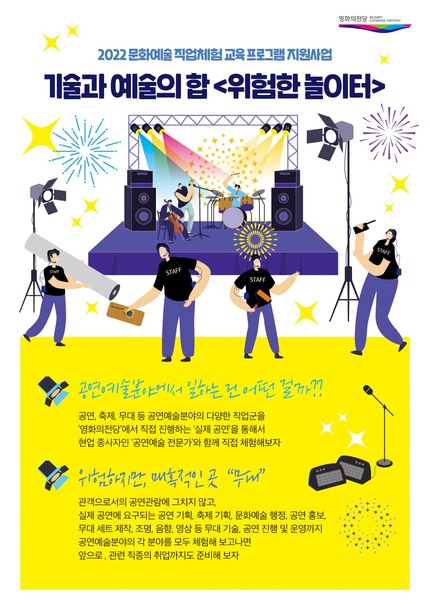 영화의전당 BUSAN CINEMA CENTER
2022 문화예술 직업체험 교육 프로그램 지원사업
기술과 예술의 합 <위험한 놀이터>
STAFF
STAFF
STAFF
STAFF
공연예술분야에서 일하는 건 어떤 걸까??
공연, 축제, 무대 등 공연예술분야의 다양한 직업군을
'영화의전당'에서 직접 진행하는 '실제 공연'을 통해서
현업 종사자인 '공연예술 전문가'와 함께 직접 체험해보자
위험하지만, 매혹적인 곳 "무대"
관객으로서의 공연관람에 그치지 않고,
실제 공연에 요구되는 공연 기획, 축제 기획, 문화예술 행정, 공연 홍보,
무대 세트 제작, 조명, 음향, 영상 등 무대 기술, 공연 진행 및 운영까지
공연예술분야의 각 분야를 모두 체험해 보고나면
앞으로 , 관련 직종의 취업까지도 준비해 보자